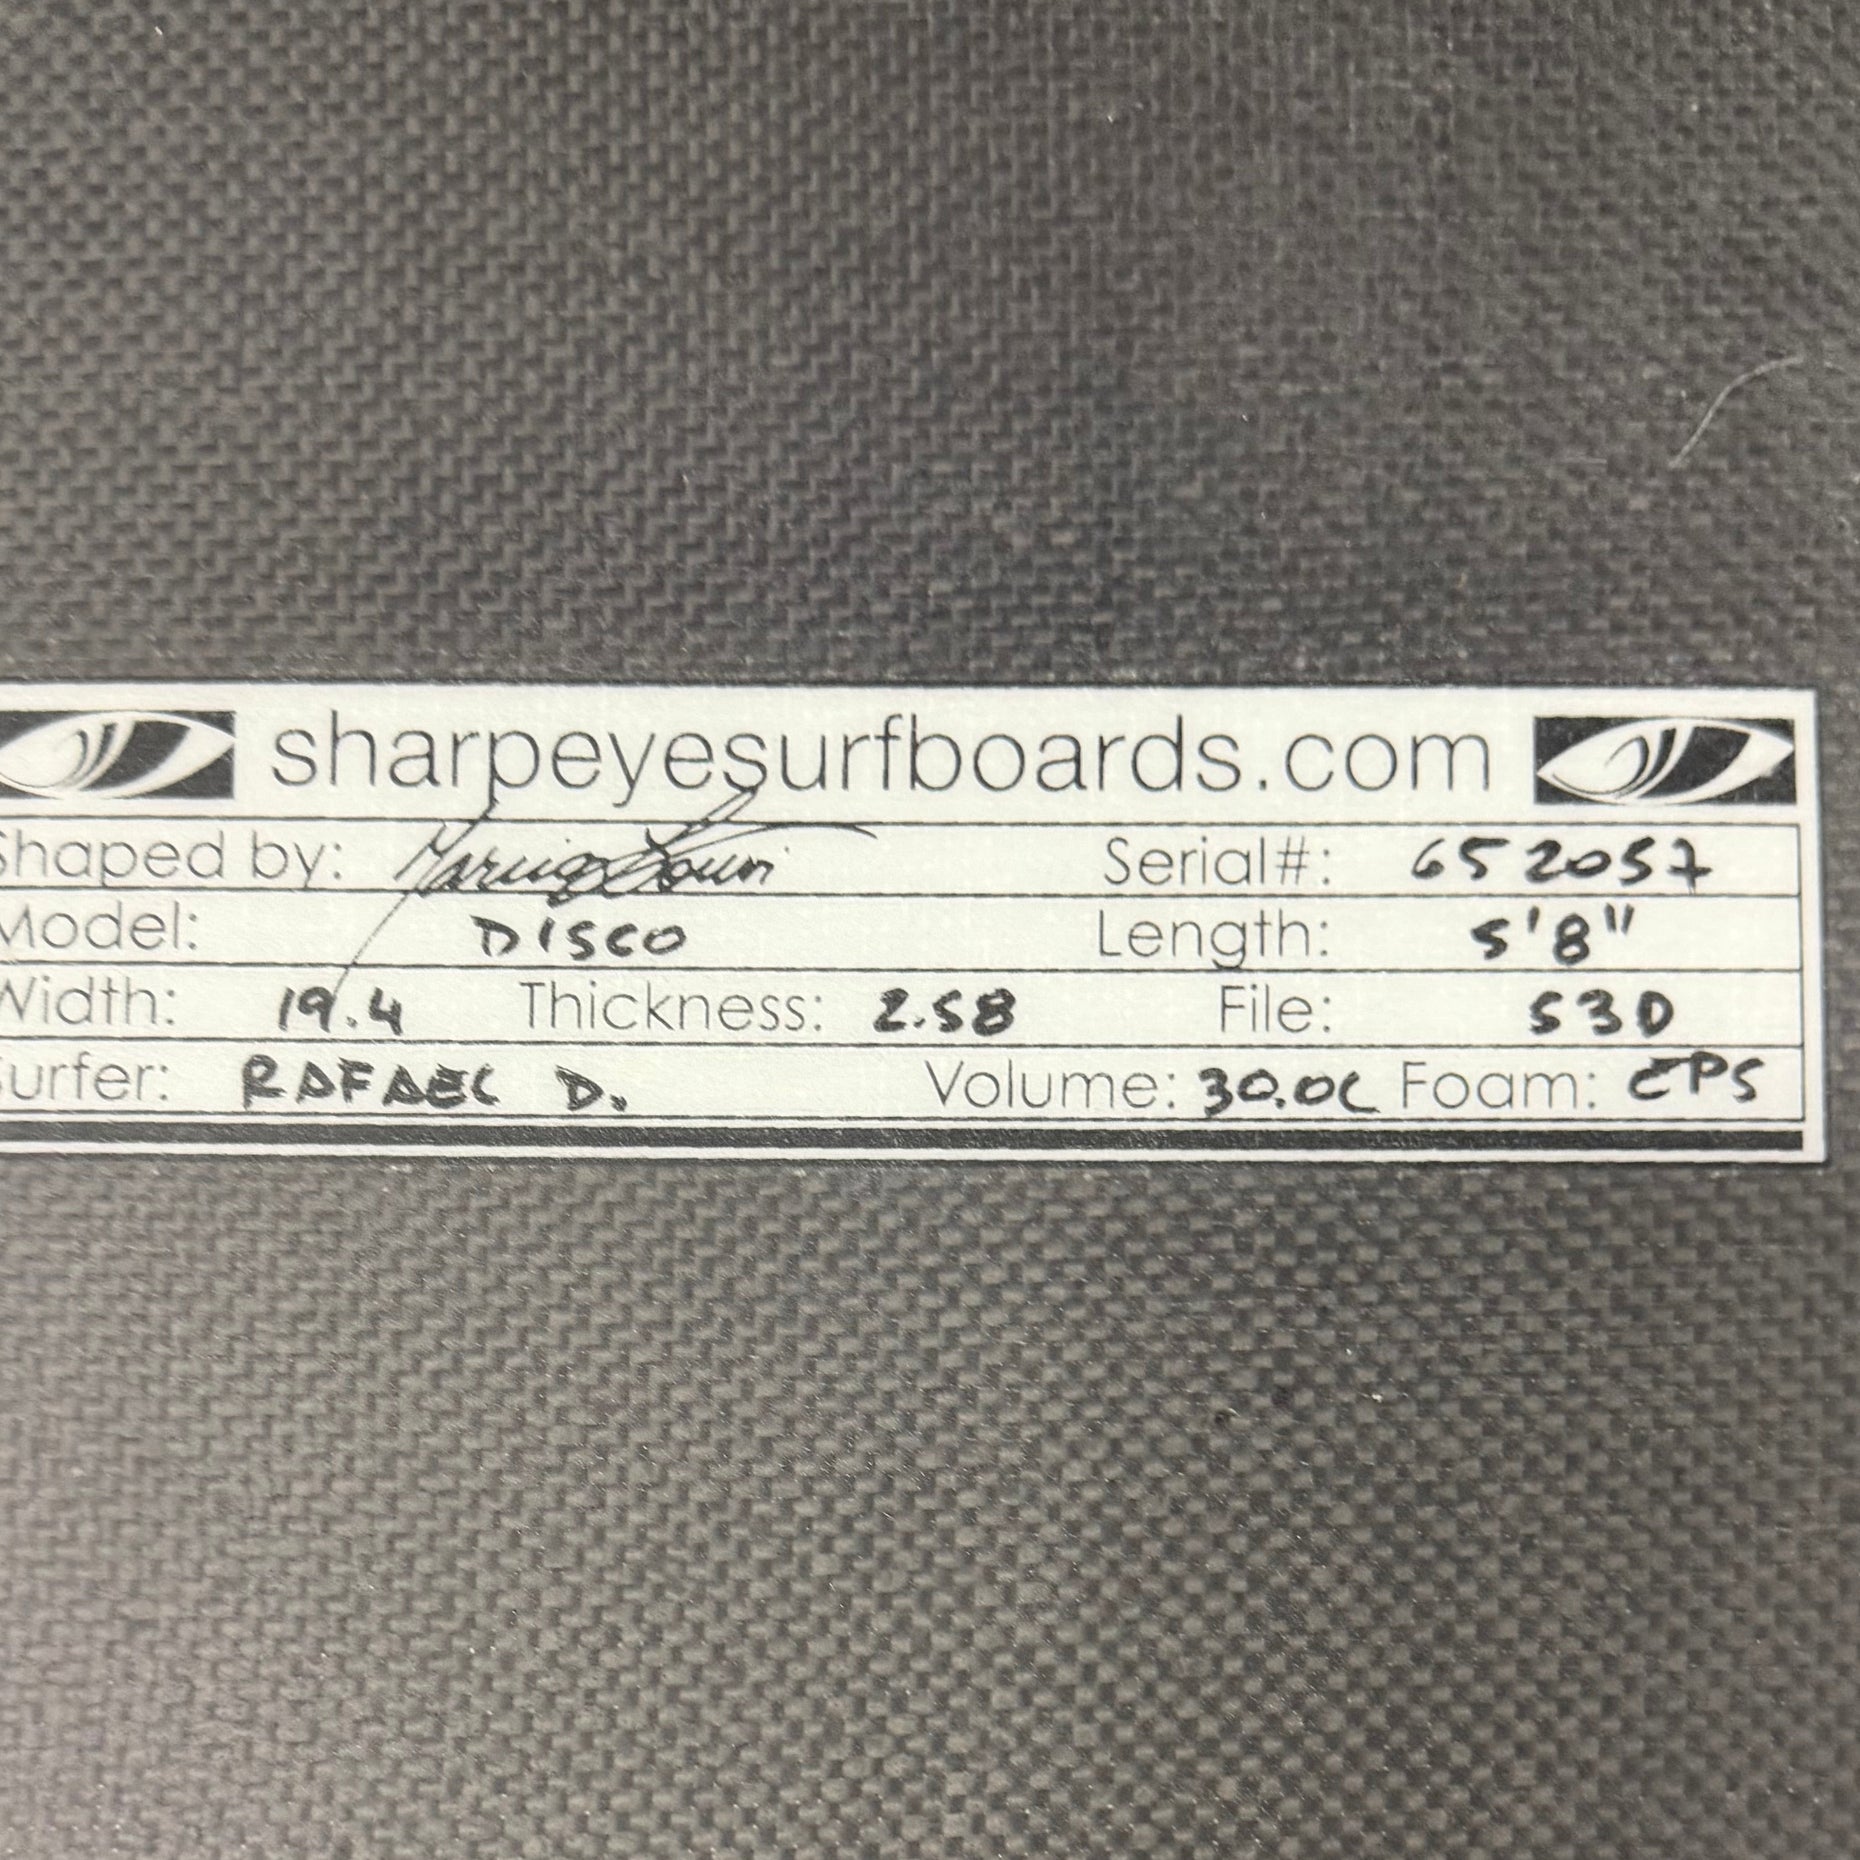 sharpeyesurfboards.com
Shaped by: Serial#: 652057
Model: DISCO Length: 5'8"
Width: 19.4 Thickness: 2.58 File: S3D
Surfer: RAFAEL D. Volume: 30.0L Foam: EPS